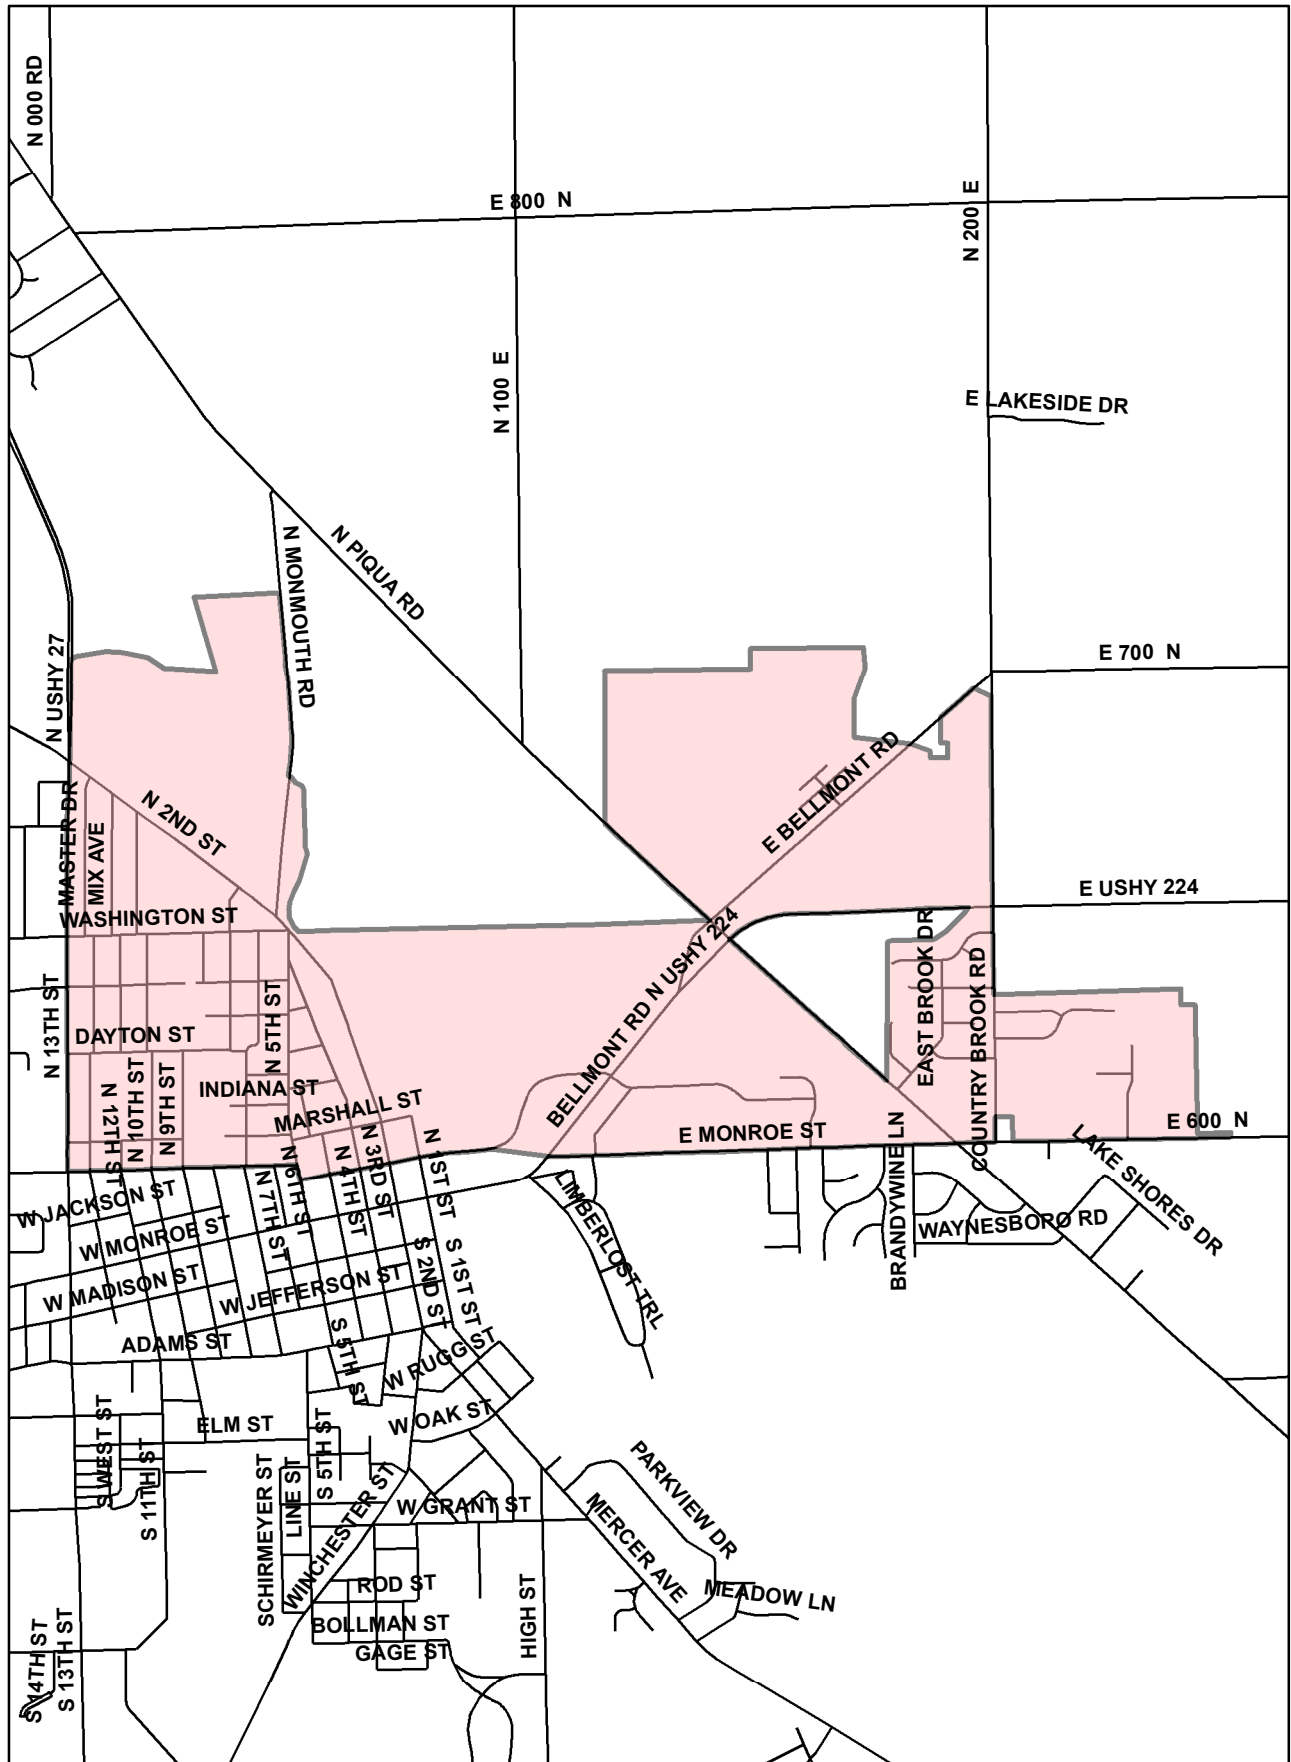 N 000 RD
E 800 N
N 200 E
N 100 E
E LAKESIDE DR
N MONMOUTH RD
N PIQUA RD
N USHY 27
E 700 N
E BELLMONT RD
N 2ND ST
MASTER DR
MIX AVE
E USHY 224
WASHINGTON ST
BELLMONT RD N USHY 224
EAST BROOK DR
COUNTRY BROOK RD
N 13TH ST
N 5TH ST
DAYTON ST
INDIANA ST
N 12TH ST
N 10TH ST
N 9TH ST
MARSHALL ST
E MONROE ST
E 600 N
BRANDYWINE LN
LAKE SHORES DR
N 1ST ST
N 3RD ST
N 4TH ST
N 6TH ST
N 7TH ST
W JACKSON ST
W MONROE ST
W MADISON ST
W JEFFERSON ST
LIMBERLOST TRL
WAYNESBORO RD
S 2ND ST
S 1ST ST
ADAMS ST
S 5TH ST
W RUGG ST
W OAK ST
ELM ST
S WEST ST
S 11TH ST
S 5TH ST
SCHIRMEYER ST
LINE ST
WINCHESTER ST
W GRANT ST
PARKVIEW DR
MERCER AVE
MEADOW LN
ROD ST
BOLLMAN ST
GAGE ST
HIGH ST
S 14TH ST
S 13TH ST